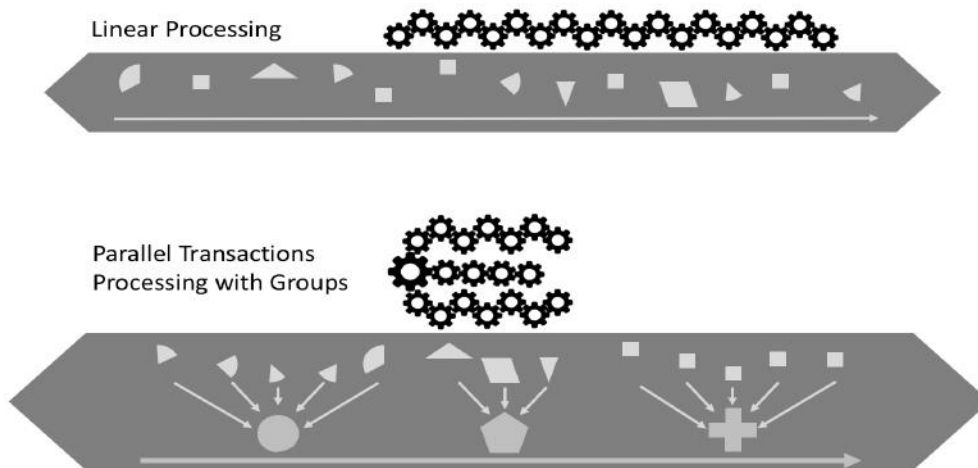 Linear Processing
Parallel Transactions
Processing with Groups